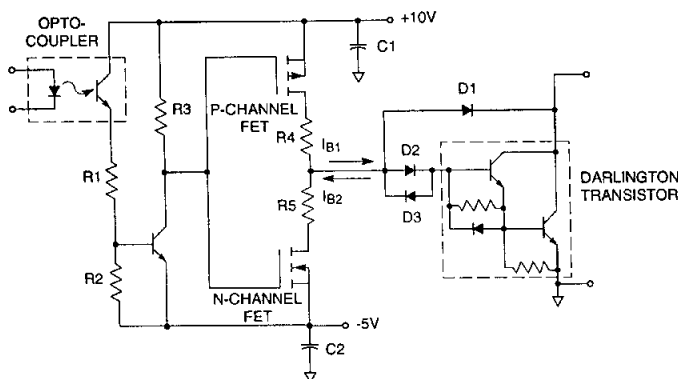 OPTO-
COUPLER
+10V
C1
D1
R3
P-CHANNEL
FET
R4
IB1
D2
DARLINGTON
TRANSISTOR
R1
IB2
D3
R5
R2
N-CHANNEL
FET
-5V
C2